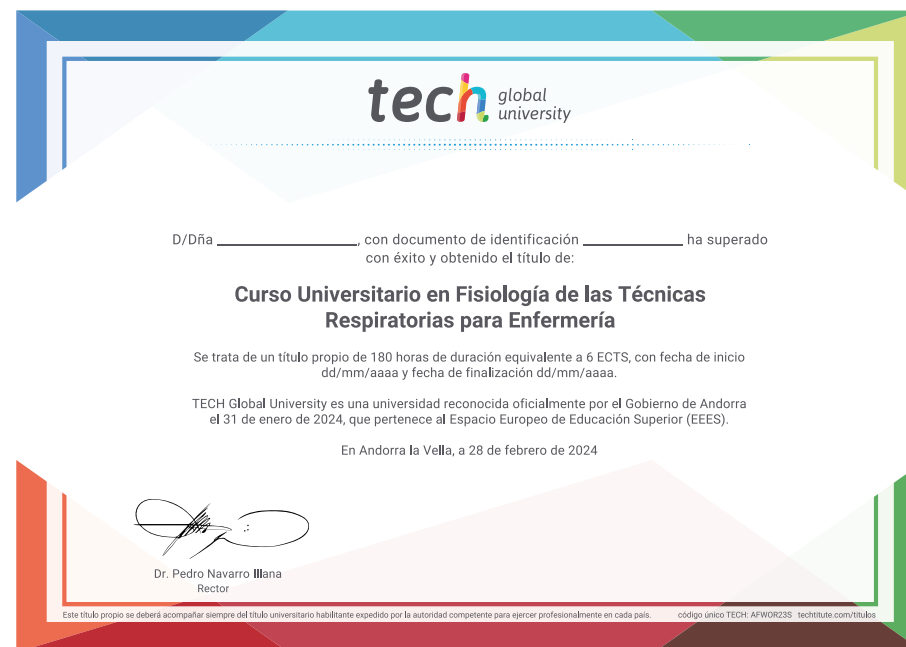 tech global university
D/Dña ______________, con documento de identificación __________ ha superado
con éxito y obtenido el título de:
Curso Universitario en Fisiología de las Técnicas
Respiratorias para Enfermería
Se trata de un título propio de 180 horas de duración equivalente a 6 ECTS, con fecha de inicio
dd/mm/aaaa y fecha de finalización dd/mm/aaaa.
TECH Global University es una universidad reconocida oficialmente por el Gobierno de Andorra
el 31 de enero de 2024, que pertenece al Espacio Europeo de Educación Superior (EEES).
En Andorra la Vella, a 28 de febrero de 2024
Dr. Pedro Navarro Illana
Rector
Este título propio se deberá acompañar siempre del título universitario habilitante expedido por la autoridad competente para ejercer profesionalmente en cada país. código único TECH: AFWOR23S techtitute.com/titulos